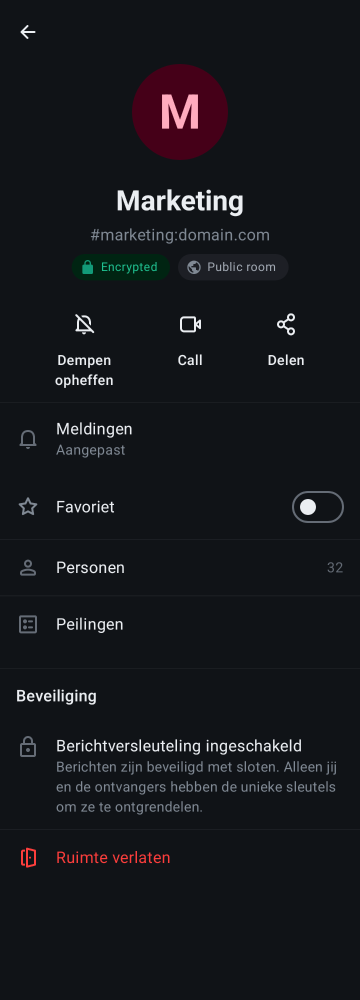 M
Marketing
#marketing:domain.com
Encrypted
Public room
Dempen
opheffen
Call
Delen
Meldingen
Aangepast
Favoriet
Personen
32
Peilingen
Beveiliging
Berichtversleuteling ingeschakeld
Berichten zijn beveiligd met sloten. Alleen jij
en de ontvangers hebben de unieke sleutels
om ze te ontgrendelen.
Ruimte verlaten